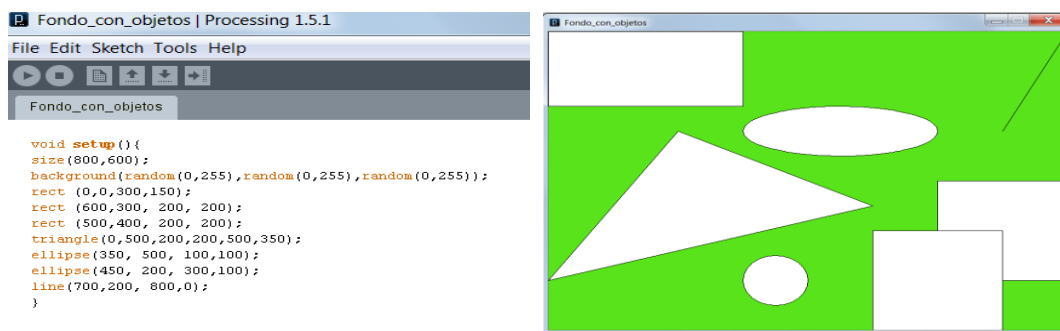 Fondo_con_objetos | Processing 1.5.1
File Edit Sketch Tools Help
Fondo_con_objetos
void setup(){
size(800,600);
background(random(0,255),random(0,255),random(0,255));
rect (0,0,300,150);
rect (600,300, 200, 200);
rect (500,400, 200, 200);
triangle(0,500,200,200,500,350);
ellipse(350, 500, 100,100);
ellipse(450, 200, 300,100);
line(700,200, 800,0);
}
Fondo_con_objetos